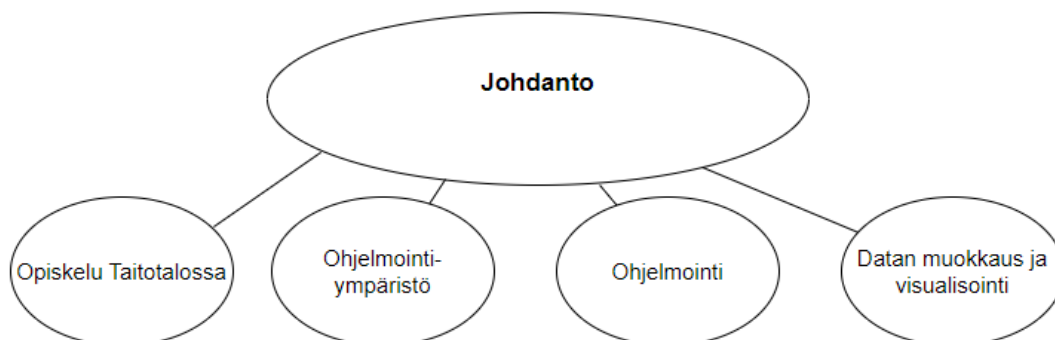 Johdanto
Opiskelu Taitotalossa
Ohjelmointi-
ympäristö
Ohjelmointi
Datan muokkaus ja
visualisointi